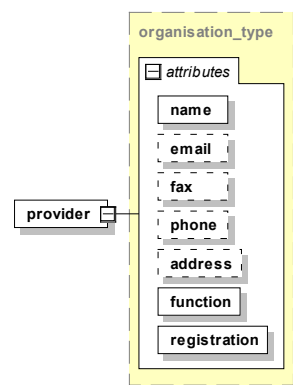 organisation_type
attributes
name
email
fax
phone
provider
address
function
registration